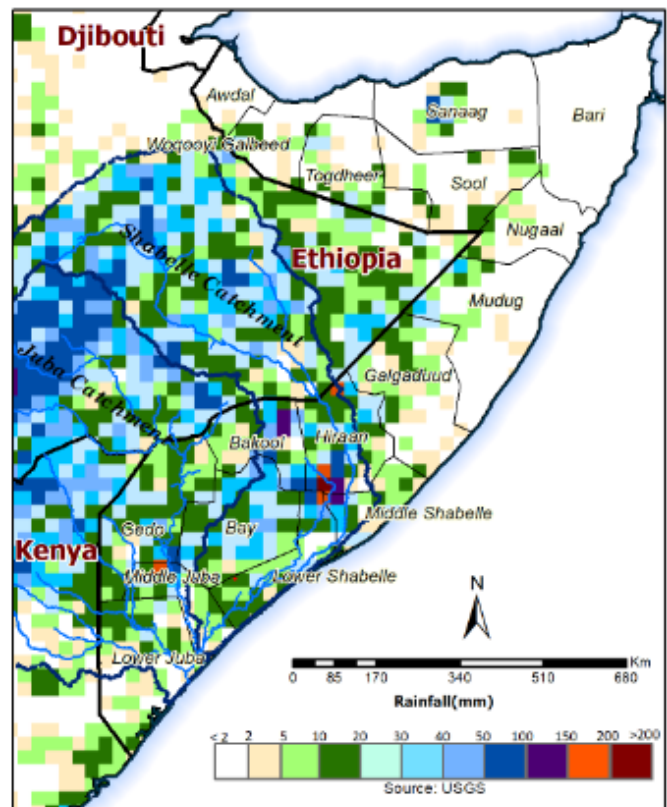 Djibouti
Awdal
Sanaag
Bari
Woqooyi Galbeed
Togdheer
Sool
Nugaal
Shabelle Catchment
Ethiopia
Mudug
Juba Catchment
Galgaduud
Bakool
Hiraan
Middle Shabelle
Gedo
Bay
Kenya
Middle Juba
Lower Shabelle
N
Lower Juba
Km
0 85 170 340 510 680
Rainfall(mm)
< 2 2 5 10 20 30 40 50 100 150 200 >200
Source: USGS